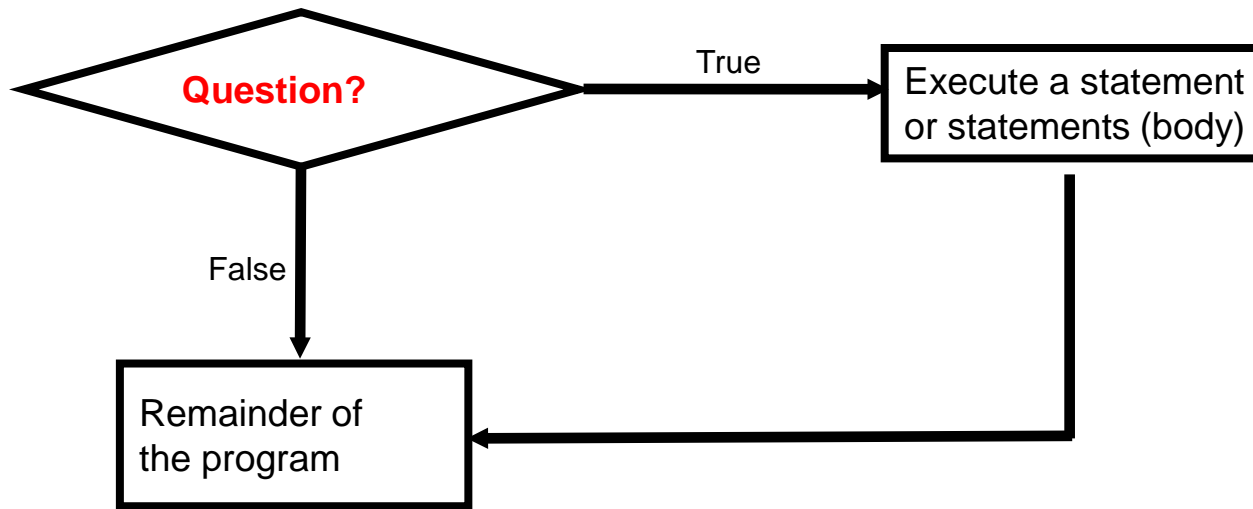 Question?
True
Execute a statement
or statements (body)
False
Remainder of
the program